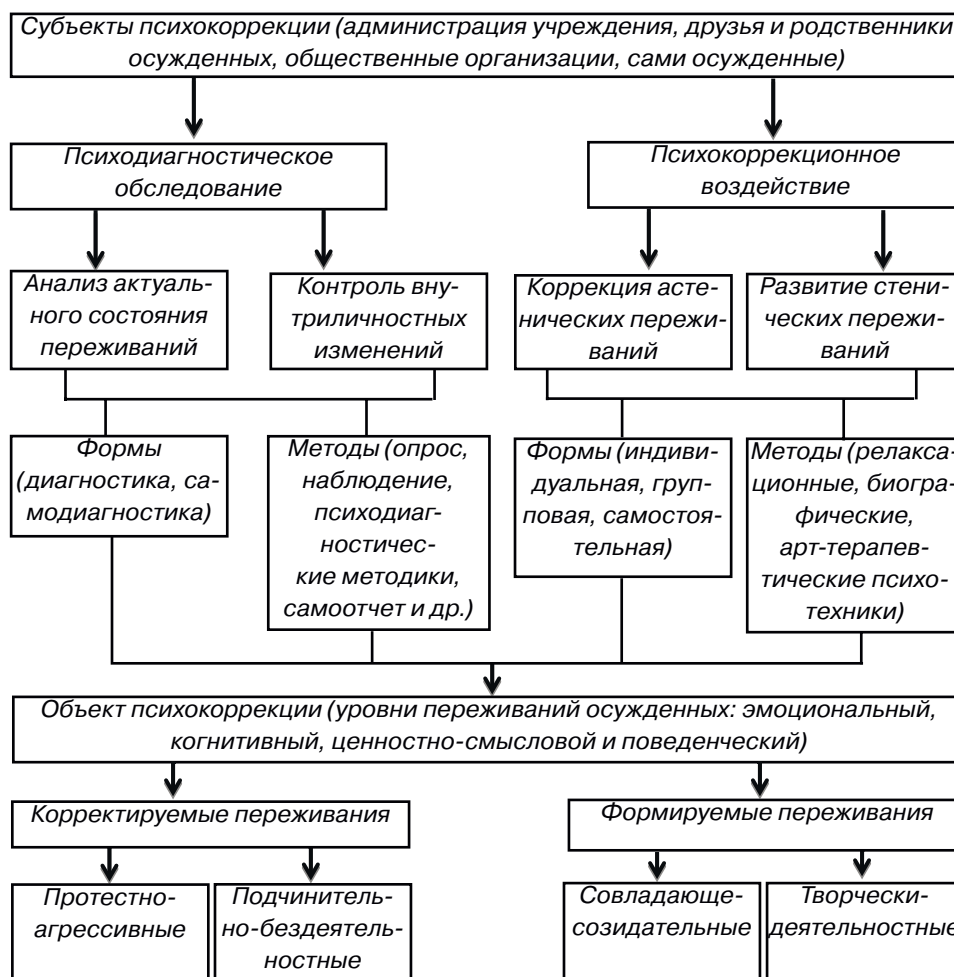 Субъекты психокоррекции (администрация учреждения, друзья и родственники
осужденных, общественные организации, сами осужденные)
Психодиагностическое
обследование
Психокоррекционное
воздействие
Анализ актуаль-
ного состояния
переживаний
Контроль вну-
триличностных
изменений
Коррекция асте-
нических пережи-
ваний
Развитие стени-
ческих пережи-
ваний
Формы
(диагностика, са-
модиагностика)
Методы (опрос,
наблюдение,
психодиаг-
ностичес-
кие методики,
самоотчет и др.)
Формы (индиви-
дуальная, груп-
повая, самостоя-
тельная)
Методы (релакса-
ционные, биогра-
фические,
арт-терапев-
тические психо-
техники)
Объект психокоррекции (уровни переживаний осужденных: эмоциональный,
когнитивный, ценностно-смысловой и поведенческий)
Корректируемые переживания
Формируемые переживания
Протестно-
агрессивные
Подчинитель-
но-бездеятель-
ностные
Совладающе-
созидательные
Творчески-
деятельностные